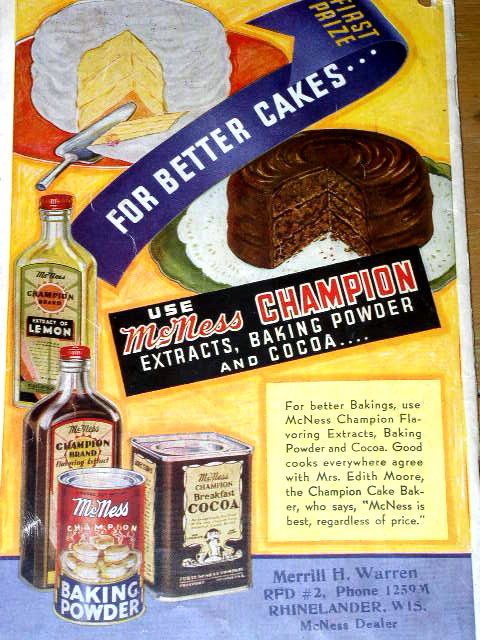 FIRST
PRIZE
FOR BETTER CAKES...
USE
McNess CHAMPION
EXTRACTS, BAKING POWDER
AND COCOA....
McNess
CHAMPION
BRAND
EXTRACT OF
LEMON
McNess
CHAMPION
BRAND
Flavoring Extract
McNess
CHAMPION
BAKING
POWDER
McNess
CHAMPION
Breakfast
COCOA
For better Bakings, use
McNess Champion Fla-
voring Extracts, Baking
Powder and Cocoa. Good
cooks everywhere agree
with Mrs. Edith Moore,
the Champion Cake Bak-
er, who says, "McNess is
best, regardless of price."
Merrill H. Warren
RFD #2, Phone 1259M
RHINELANDER, WIS.
McNess Dealer